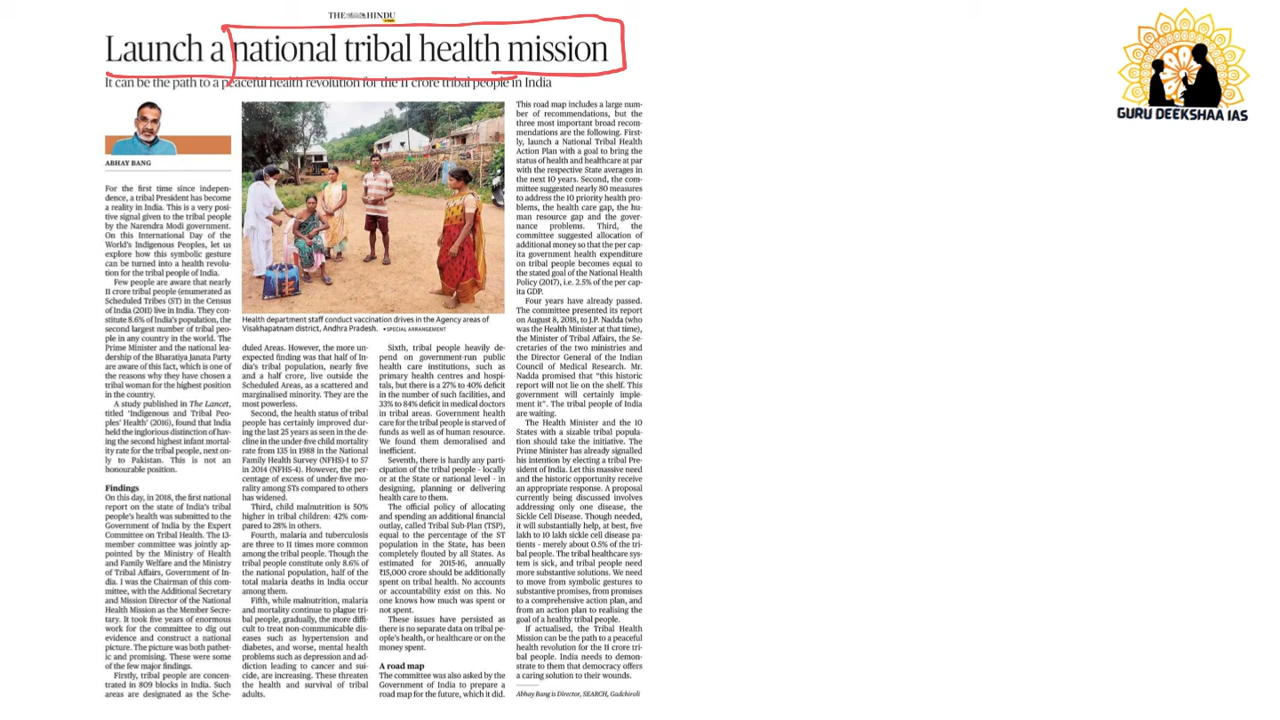 THE HINDU
Launch a national tribal health mission
It can be the path to a peaceful health revolution for the 11 crore tribal people in India
GURU DEEKSHAA IAS
ABHAY BANG
For the first time since indepen-
dence, a tribal President has become
a reality in India. This is a very posi-
tive signal given to the tribal people
by the Narendra Modi government.
On this International Day of the
World's Indigenous Peoples, let us
explore how this symbolic gesture
can be turned into a health revolu-
tion for the tribal people of India.
Few people are aware that nearly
11 crore tribal people (enumerated as
Scheduled Tribes (ST) in the Census
of India (2011) live in India. They con-
stitute 8.6% of India's population, the
second largest number of tribal peo-
ple in any country in the world. The
Prime Minister and the national lea-
dership of the Bharatiya Janata Party
are aware of this fact, which is one of
the reasons why they have chosen a
tribal woman for the highest position
in the country.
A study published in The Lancet,
titled 'Indigenous and Tribal Peo-
ples' Health' (2016), found that India
held the inglorious distinction of hav-
ing the second highest infant mortal-
ity rate for the tribal people, next on-
ly to Pakistan. This is not an
honourable position.
Findings
On this day, in 2018, the first national
report on the state of India's tribal
people's health was submitted to the
Government of India by the Expert
Committee on Tribal Health. The 13-
member committee was jointly ap-
pointed by the Ministry of Health
and Family Welfare and the Ministry
of Tribal Affairs, Government of In-
dia. I was the Chairman of this com-
mittee, with the Additional Secretary
and Mission Director of the National
Health Mission as the Member Secre-
tary. It took five years of enormous
work for the committee to dig out
evidence and construct a national
picture. The picture was both pathet-
ic and promising. These were some
of the few major findings.
Firstly, tribal people are concen-
trated in 809 blocks in India. Such
areas are designated as the Sche-
Health department staff conduct vaccination drives in the Agency areas of
Visakhapatnam district, Andhra Pradesh. •SPECIAL ARRANGEMENT
duled Areas. However, the more un-
expected finding was that half of In-
dia's tribal population, nearly five
and a half crore, live outside the
Scheduled Areas, as a scattered and
marginalised minority. They are the
most powerless.
Second, the health status of tribal
people has certainly improved dur-
ing the last 25 years as seen in the de-
cline in the under-five child mortality
rate from 135 in 1988 in the National
Family Health Survey (NFHS)-1 to 57
in 2014 (NFHS-4). However, the per-
centage of excess of under-five mo-
rality among STs compared to others
has widened.
Third, child malnutrition is 50%
higher in tribal children: 42% com-
pared to 28% in others.
Fourth, malaria and tuberculosis
are three to 11 times more common
among the tribal people. Though the
tribal people constitute only 8.6% of
the national population, half of the
total malaria deaths in India occur
among them.
Fifth, while malnutrition, malaria
and mortality continue to plague tri-
bal people, gradually, the more diffi-
cult to treat non-communicable dis-
eases such as hypertension and
diabetes, and worse, mental health
problems such as depression and ad-
diction leading to cancer and sui-
cide, are increasing. These threaten
the health and survival of tribal
adults.
Sixth, tribal people heavily de-
pend on government-run public
health care institutions, such as
primary health centres and hospi-
tals, but there is a 27% to 40% deficit
in the number of such facilities, and
33% to 84% deficit in medical doctors
in tribal areas. Government health
care for the tribal people is starved of
funds as well as of human resource.
We found them demoralised and
inefficient.
Seventh, there is hardly any parti-
cipation of the tribal people – locally
or at the State or national level – in
designing, planning or delivering
health care to them.
The official policy of allocating
and spending an additional financial
outlay, called Tribal Sub-Plan (TSP),
equal to the percentage of the ST
population in the State, has been
completely flouted by all States. As
estimated for 2015-16, annually
₹15,000 crore should be additionally
spent on tribal health. No accounts
or accountability exist on this. No
one knows how much was spent or
not spent.
These issues have persisted as
there is no separate data on tribal pe-
ople's health, or healthcare or on the
money spent.
A road map
The committee was also asked by the
Government of India to prepare a
road map for the future, which it did.
This road map includes a large num-
ber of recommendations, but the
three most important broad recom-
mendations are the following. First-
ly, launch a National Tribal Health
Action Plan with a goal to bring the
status of health and healthcare at par
with the respective State averages in
the next 10 years. Second, the com-
mittee suggested nearly 80 measures
to address the 10 priority health pro-
blems, the health care gap, the hu-
man resource gap and the gover-
nance problems. Third, the
committee suggested allocation of
additional money so that the per cap-
ita government health expenditure
on tribal people becomes equal to
the stated goal of the National Health
Policy (2017), i.e. 2.5% of the per cap-
ita GDP.
Four years have already passed.
The committee presented its report
on August 8, 2018, to J.P. Nadda (who
was the Health Minister at that time),
the Minister of Tribal Affairs, the Se-
cretaries of the two ministries and
the Director General of the Indian
Council of Medical Research. Mr.
Nadda promised that "this historic
report will not lie on the shelf. This
government will certainly imple-
ment it". The tribal people of India
are waiting.
The Health Minister and the 10
States with a sizable tribal popula-
tion should take the initiative. The
Prime Minister has already signalled
his intention by electing a tribal Pre-
sident of India. Let this massive need
and the historic opportunity receive
an appropriate response. A proposal
currently being discussed involves
addressing only one disease, the
Sickle Cell Disease. Though needed,
it will substantially help, at best, five
lakh to 10 lakh sickle cell disease pa-
tients – merely about 0.5% of the tri-
bal people. The tribal healthcare sys-
tem is sick, and tribal people need
more substantive solutions. We need
to move from symbolic gestures to
substantive promises, from promises
to a comprehensive action plan, and
from an action plan to realising the
goal of a healthy tribal people.
If actualised, the Tribal Health
Mission can be the path to a peaceful
health revolution for the 11 crore tri-
bal people. India needs to demon-
strate to them that democracy offers
a caring solution to their wounds.
Abhay Bang is Director, SEARCH, Gadchiroli